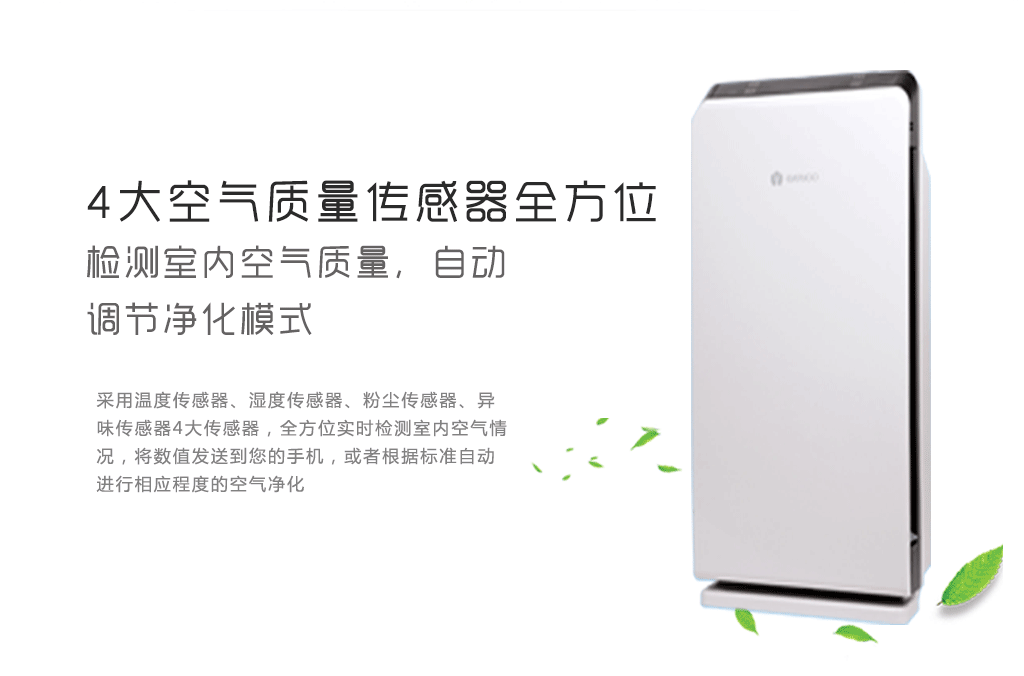 4大空气质量传感器全方位
检测室内空气质量，自动
调节净化模式
采用温度传感器、湿度传感器、粉尘传感器、异
味传感器4大传感器，全方位实时检测室内空气情
况，将数值发送到您的手机，或者根据标准自动
进行相应程度的空气净化